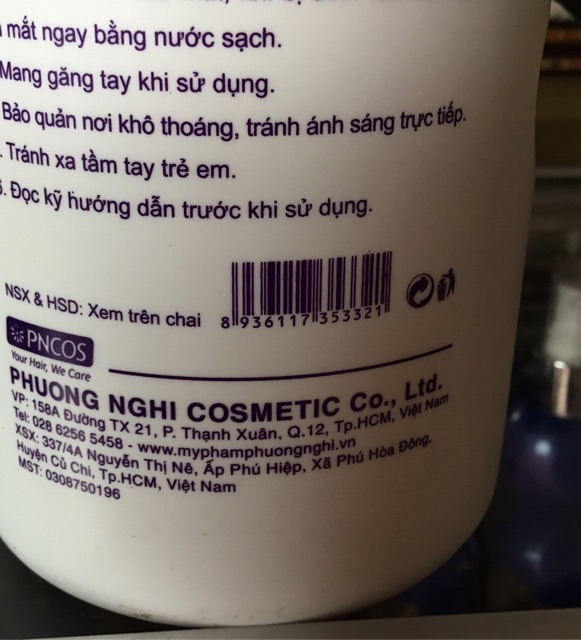 mắt ngay bằng nước sạch.
Mang găng tay khi sử dụng.
Bảo quản nơi khô thoáng, tránh ánh sáng trực tiếp.
. Tránh xa tầm tay trẻ em.
. Đọc kỹ hướng dẫn trước khi sử dụng.
NSX & HSD: Xem trên chai
8 936117 353321
PNCOS
Your Hair, We Care
PHUONG NGHI COSMETIC Co., Ltd.
VP: 158A Đường TX 21, P. Thạnh Xuân, Q.12, Tp.HCM, Việt Nam
Tel: 028 6256 5458 - www.myphamphuongnghi.vn
XSX: 337/4A Nguyễn Thị Nê, Ấp Phú Hiệp, Xã Phú Hòa Đông,
Huyện Củ Chi, Tp.HCM, Việt Nam
MST: 0308750196